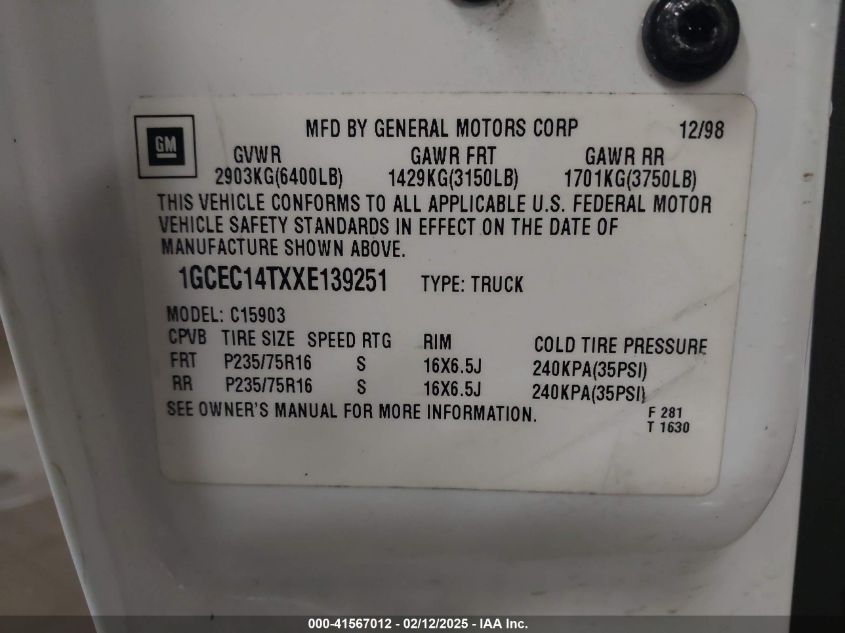 MFD BY GENERAL MOTORS CORP 12/98
GM
GVWR GAWR FRT GAWR RR
2903KG(6400LB) 1429KG(3150LB) 1701KG(3750LB)
THIS VEHICLE CONFORMS TO ALL APPLICABLE U.S. FEDERAL MOTOR
VEHICLE SAFETY STANDARDS IN EFFECT ON THE DATE OF
MANUFACTURE SHOWN ABOVE.
1GCEC14TXXE139251 TYPE: TRUCK
MODEL: C15903
CPVB TIRE SIZE SPEED RTG RIM COLD TIRE PRESSURE
FRT P235/75R16 S 16X6.5J 240KPA(35PSI)
RR P235/75R16 S 16X6.5J 240KPA(35PSI)
SEE OWNER'S MANUAL FOR MORE INFORMATION.
F 281
T 1630
000-41567012 - 02/12/2025 - IAA Inc.